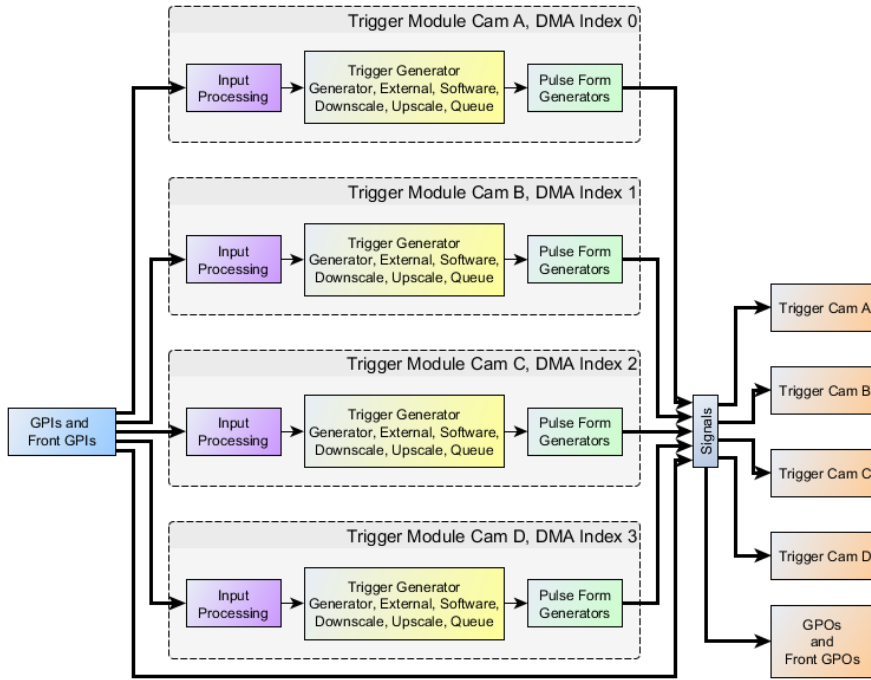 Trigger Module Cam A, DMA Index 0
Input
Processing
Trigger Generator
Generator, External, Software,
Downscale, Upscale, Queue
Pulse Form
Generators
Trigger Module Cam B, DMA Index 1
Input
Processing
Trigger Generator
Generator, External, Software,
Downscale, Upscale, Queue
Pulse Form
Generators
Trigger Module Cam C, DMA Index 2
Input
Processing
Trigger Generator
Generator, External, Software,
Downscale, Upscale, Queue
Pulse Form
Generators
Trigger Module Cam D, DMA Index 3
Input
Processing
Trigger Generator
Generator, External, Software,
Downscale, Upscale, Queue
Pulse Form
Generators
GPIs and
Front GPIs
Signals
Trigger Cam A
Trigger Cam B
Trigger Cam C
Trigger Cam D
GPOs
and
Front GPOs